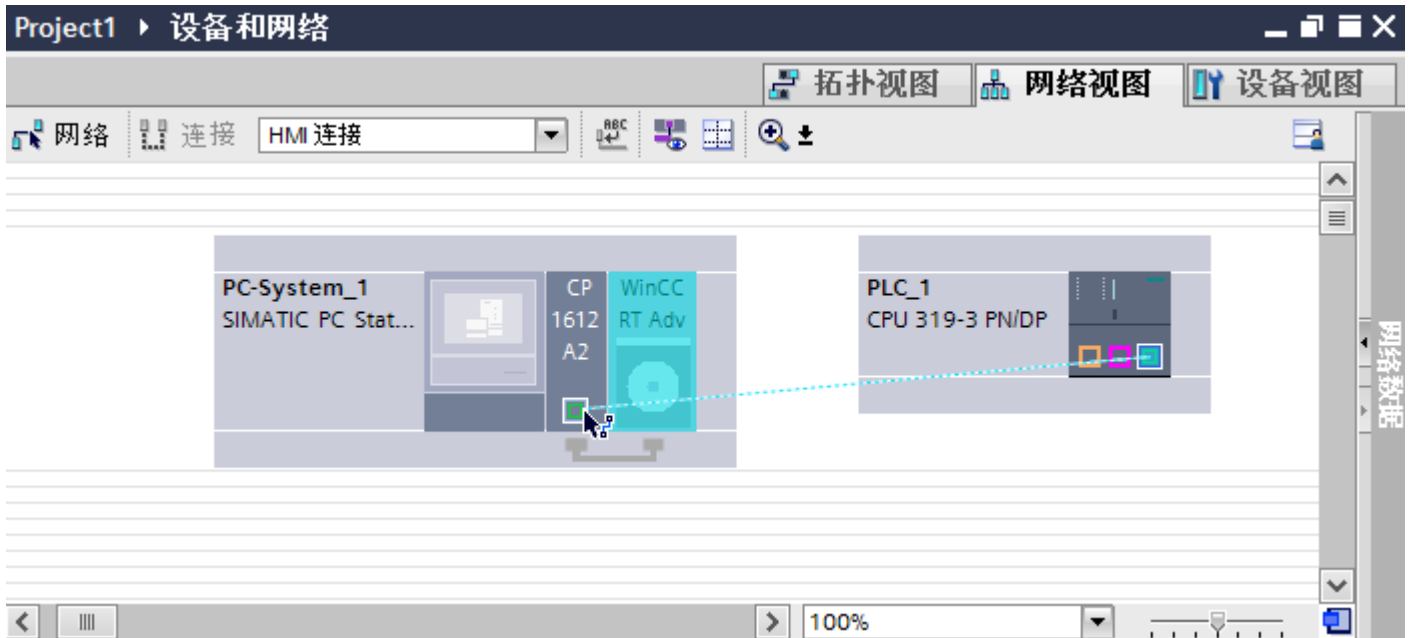 Project1 ▸ 设备和网络
拓扑视图 网络视图 设备视图
网络 连接 HMI 连接 ABC
PC-System_1
SIMATIC PC Stat...
CP
1612
A2
WinCC
RT Adv
PLC_1
CPU 319-3 PN/DP
网络数据
100%